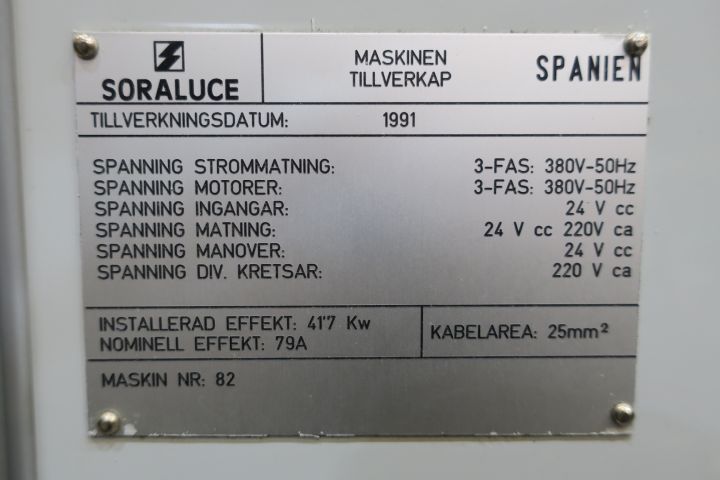 SORALUCE
MASKINEN
TILLVERKAP
SPANIEN
TILLVERKNINGSDATUM: 1991
SPANNING STROMMATNING: 3-FAS: 380V-50Hz
SPANNING MOTORER: 3-FAS: 380V-50Hz
SPANNING INGANGAR: 24 V cc
SPANNING MATNING: 24 V cc 220V ca
SPANNING MANOVER: 24 V cc
SPANNING DIV. KRETSAR: 220 V ca
INSTALLERAD EFFEKT: 41'7 Kw
NOMINELL EFFEKT: 79A
KABELAREA: 25mm²
MASKIN NR: 82